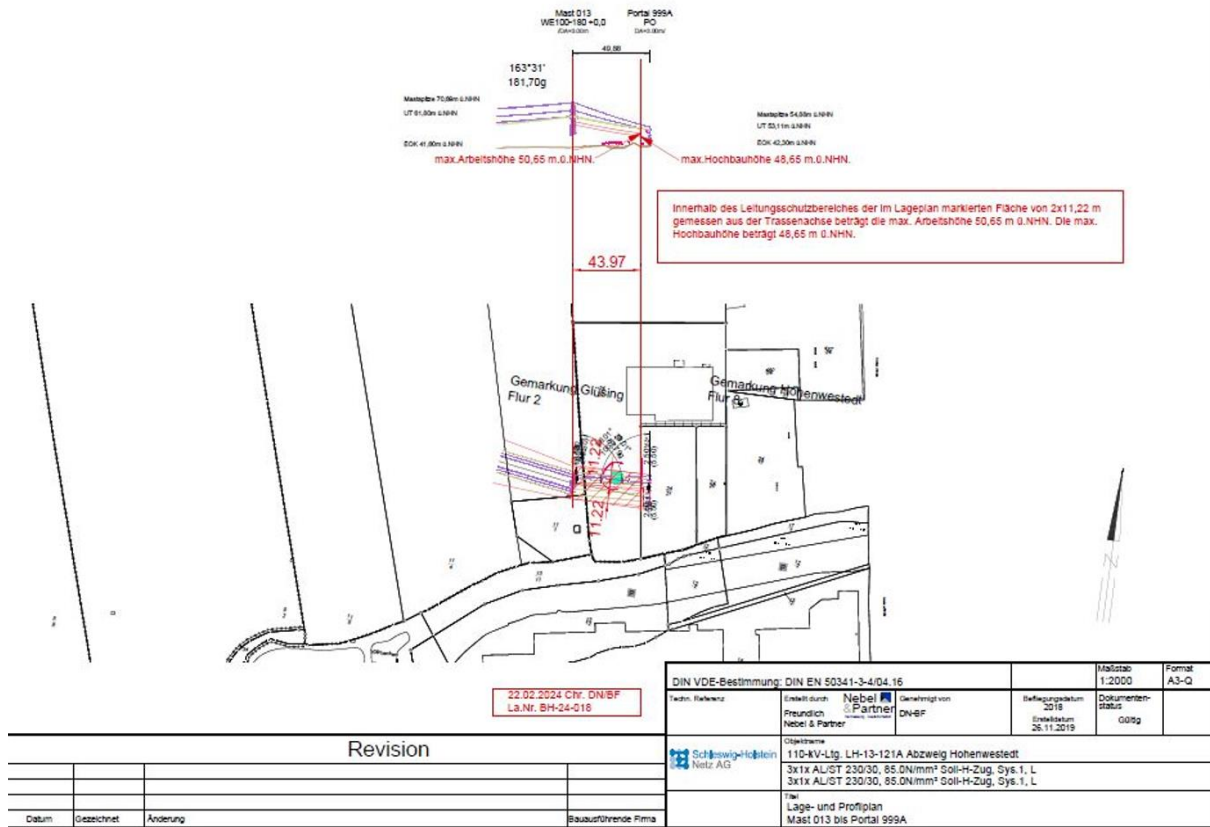 Mast 013
WE100-180 +0,0
Portal 999A
PO
49,88
163°31'
181,70g
Mastspitze 70,89m ü.NHN
UT 61,80m ü.NHN
EOK 41,80m ü.NHN
Mastspitze 54,88m ü.NHN
UT 53,11m ü.NHN
EOK 42,30m ü.NHN
max.Arbeitshöhe 50,65 m.ü.NHN.
max.Hochbauhöhe 48,65 m.ü.NHN.
Innerhalb des Leitungsschutzbereiches der im Lageplan markierten Fläche von 2x11,22 m
gemessen aus der Trassenachse beträgt die max. Arbeitshöhe 50,65 m ü.NHN. Die max.
Hochbauhöhe beträgt 48,65 m ü.NHN.
43.97
Gemarkung Glüsing
Flur 2
Gemarkung Hohenwestedt
Flur
11.22
11.22
22.02.2024 Chr. DN/BF
La.Nr. BH-24-018
DIN VDE-Bestimmung: DIN EN 50341-3-4/04.16
Maßstab
1:2000
Format
A3-Q
Techn. Referenz
Erstellt durch
Freundlich
Nebel & Partner
Nebel
& Partner
Genehmigt von
DN-BF
Befliegungsdatum
2018
Erstelldatum
26.11.2019
Dokumenten-
status
Gültig
Schleswig-Holstein
Netz AG
Objektname
110-kV-Ltg. LH-13-121A Abzweig Hohenwestedt
3x1x AL/ST 230/30, 85.0N/mm² Soll-H-Zug, Sys.1, L
3x1x AL/ST 230/30, 85.0N/mm² Soll-H-Zug, Sys.1, L
Titel
Lage- und Profilplan
Mast 013 bis Portal 999A
Revision
Datum
Gezeichnet
Änderung
Bauausführende Firma